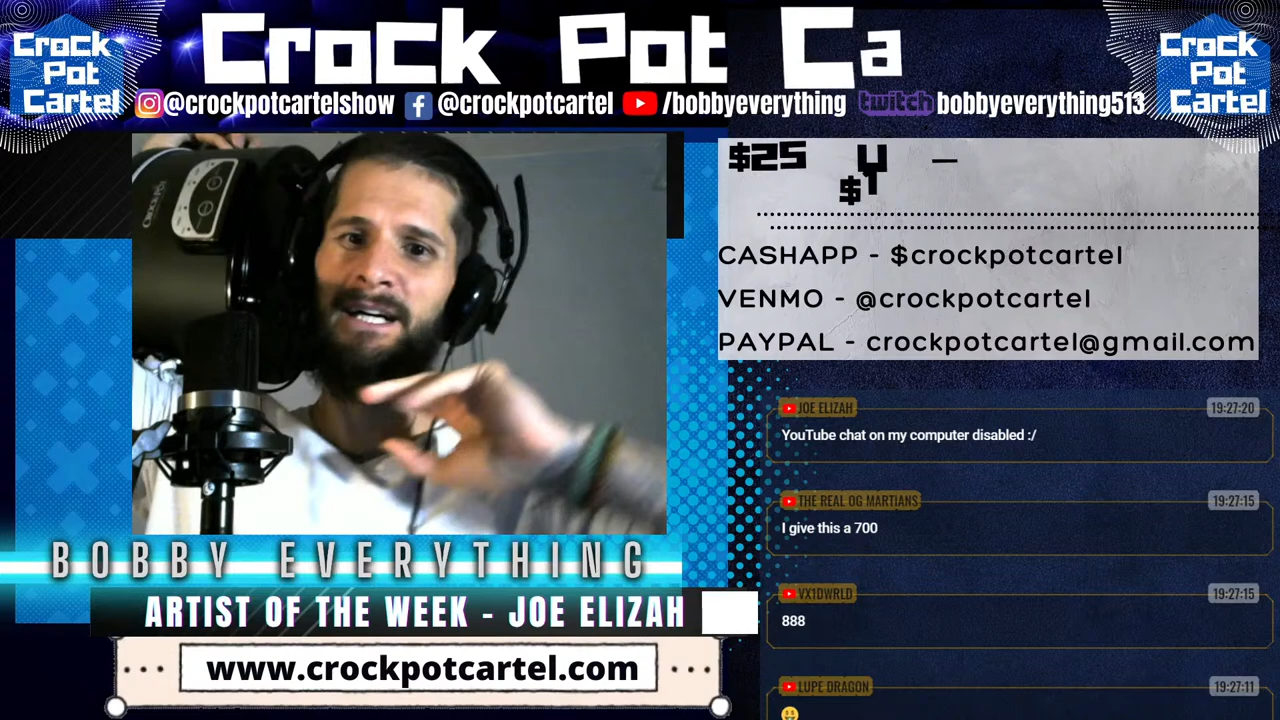 Crock Pot Ca
Crock
Pot
Cartel
Crock
Pot
Cartel
@crockpotcartelshow @crockpotcartel /bobbyeverything twitch bobbyeverything513
$25 Y —
$1
CASHAPP - $crockpotcartel
VENMO - @crockpotcartel
PAYPAL - crockpotcartel@gmail.com
JOE ELIZAH 19:27:20
YouTube chat on my computer disabled :/
THE REAL OG MARTIANS 19:27:15
I give this a 700
VX1DWRLD 19:27:15
888
LUPE DRAGON 19:27:11
🤑
BOBBY EVERYTHING
ARTIST OF THE WEEK - JOE ELIZAH
www.crockpotcartel.com